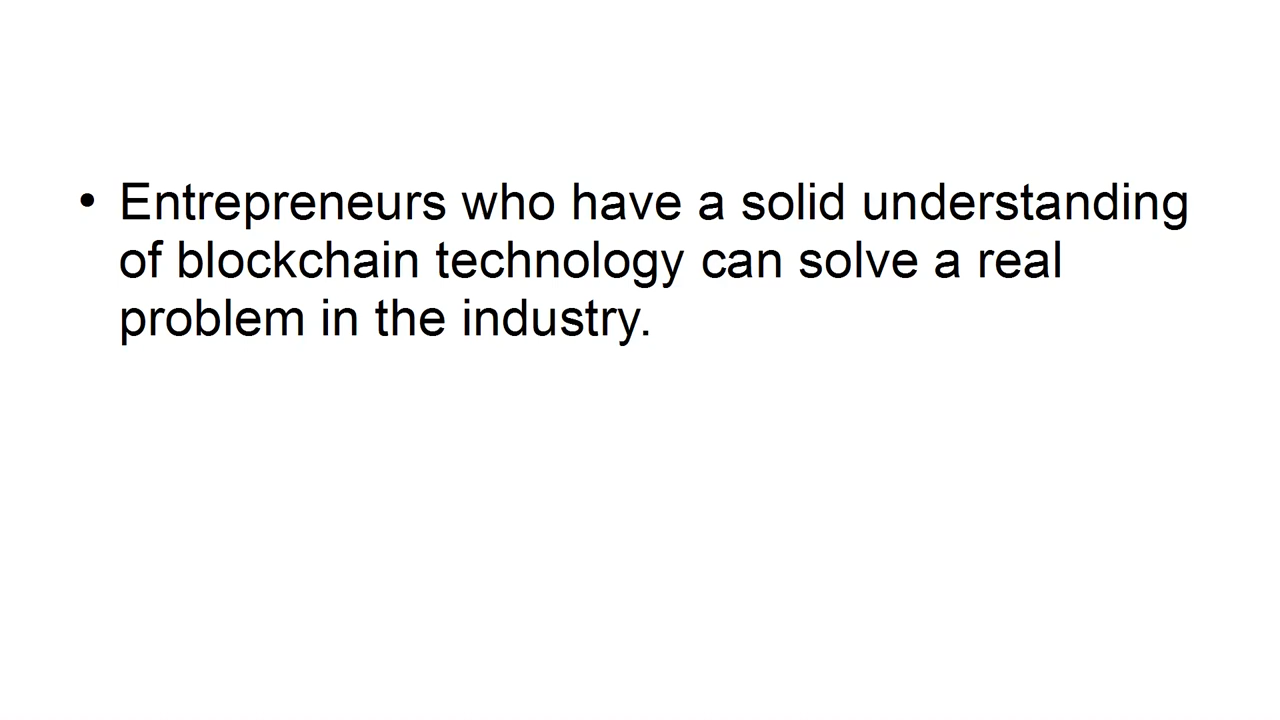 • Entrepreneurs who have a solid understanding
of blockchain technology can solve a real
problem in the industry.